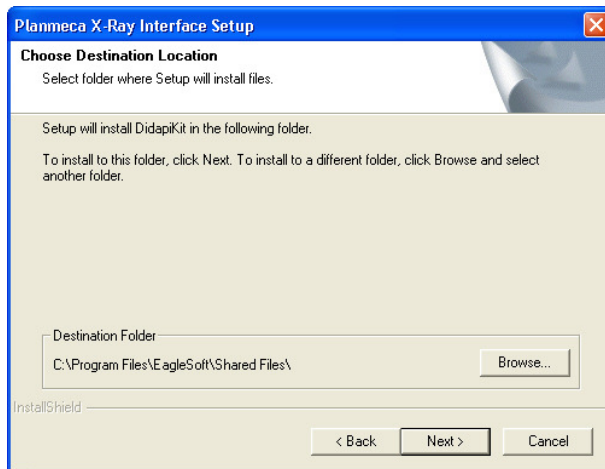 Planmeca X-Ray Interface Setup
Choose Destination Location
Select folder where Setup will install files.
Setup will install DidapiKit in the following folder.
To install to this folder, click Next. To install to a different folder, click Browse and select
another folder.
Destination Folder
C:\Program Files\EagleSoft\Shared Files\
Browse...
InstallShield
< Back
Next >
Cancel